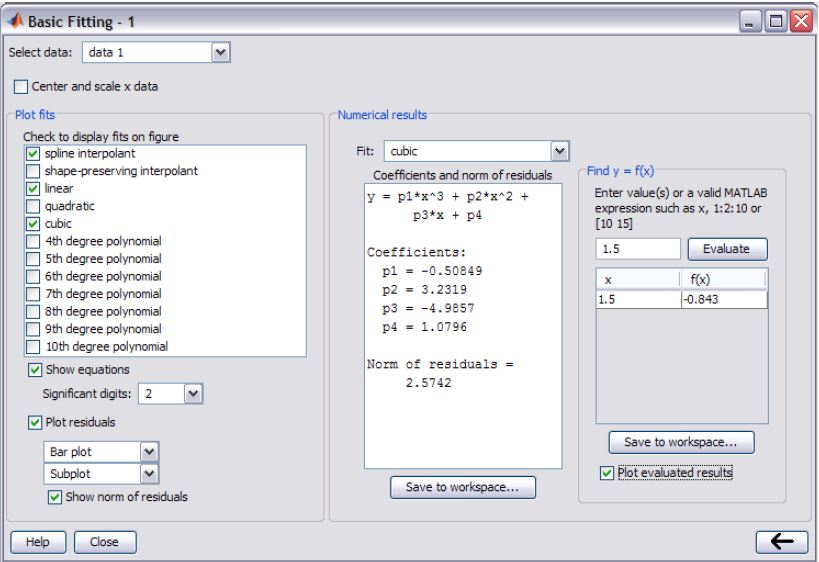 Basic Fitting - 1
Select data: data 1
Center and scale x data
Plot fits
Check to display fits on figure
spline interpolant
shape-preserving interpolant
linear
quadratic
cubic
4th degree polynomial
5th degree polynomial
6th degree polynomial
7th degree polynomial
8th degree polynomial
9th degree polynomial
10th degree polynomial
Show equations
Significant digits: 2
Plot residuals
Bar plot
Subplot
Show norm of residuals
Numerical results
Fit: cubic
Coefficients and norm of residuals
y = p1*x^3 + p2*x^2 +
p3*x + p4
Coefficients:
p1 = -0.50849
p2 = 3.2319
p3 = -4.9857
p4 = 1.0796
Norm of residuals =
2.5742
Save to workspace...
Find y = f(x)
Enter value(s) or a valid MATLAB
expression such as x, 1:2:10 or
[10 15]
1.5 Evaluate
x f(x)
1.5 -0.843
Save to workspace...
Plot evaluated results
Help Close